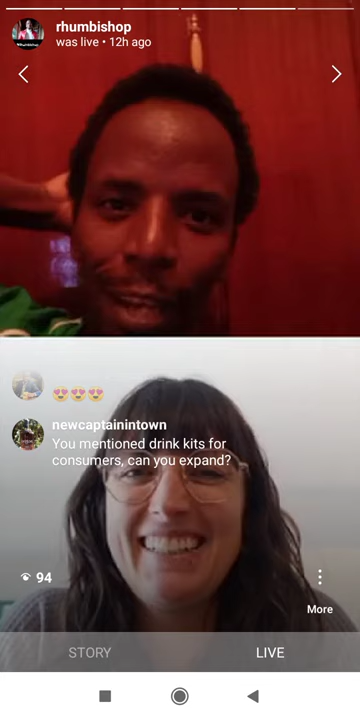 rhumbishop
was live • 12h ago
😍😍😍
newcaptainintown
You mentioned drink kits for
consumers, can you expand?
94
More
STORY
LIVE